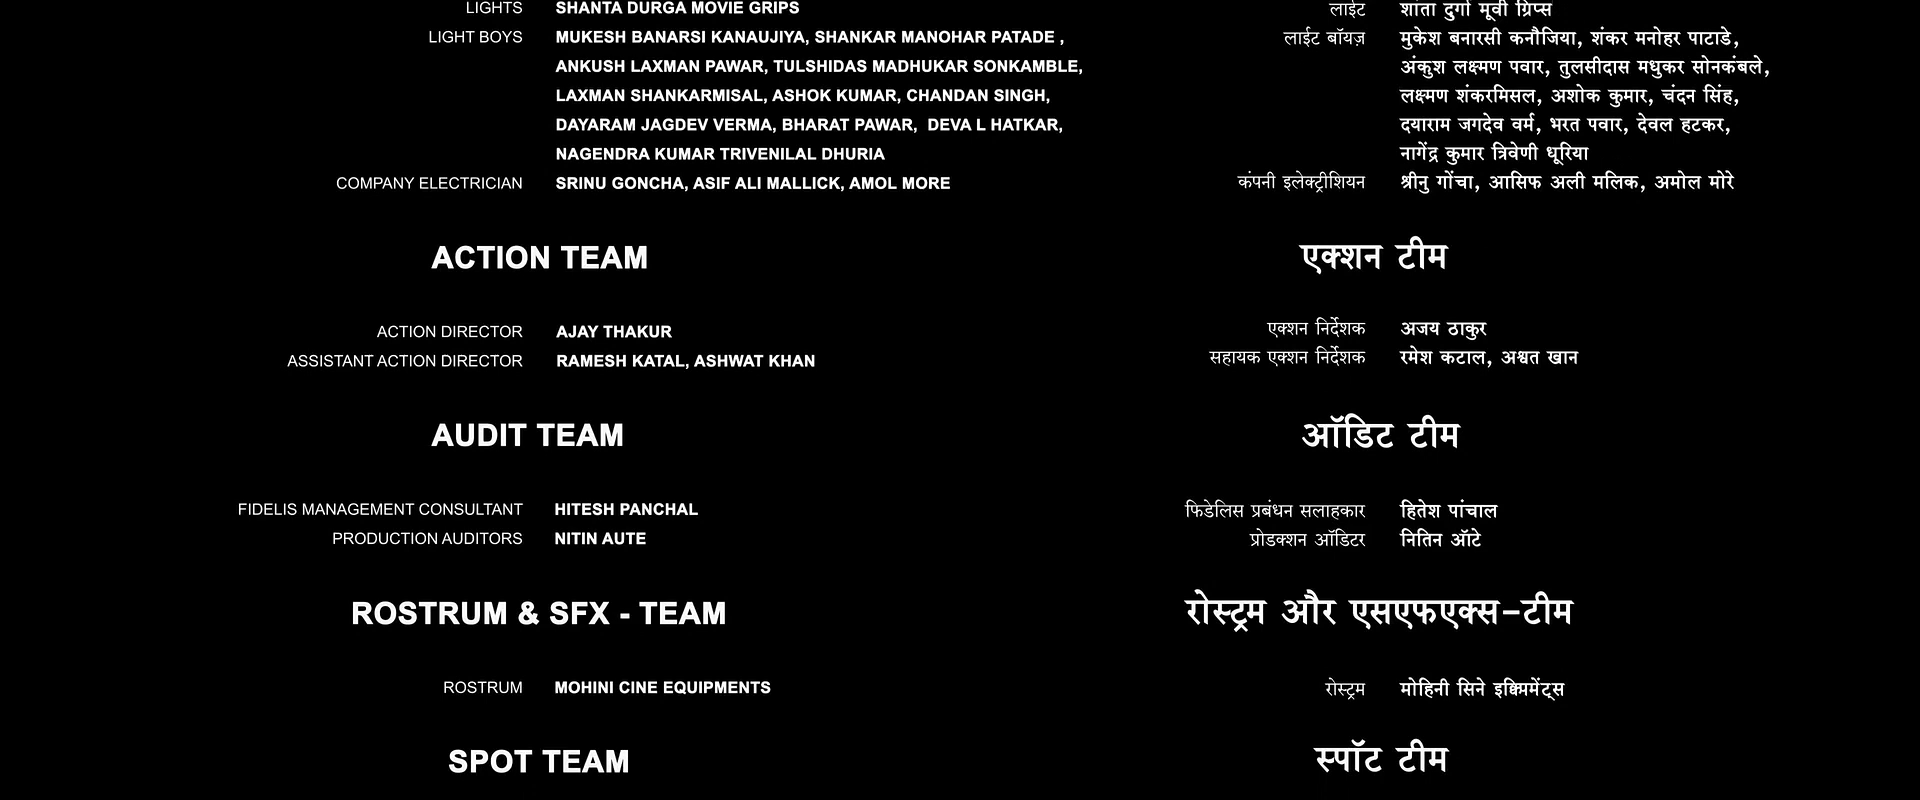 LIGHTS SHANTA DURGA MOVIE GRIPS
LIGHT BOYS MUKESH BANARSI KANAUJIYA, SHANKAR MANOHAR PATADE ,
ANKUSH LAXMAN PAWAR, TULSHIDAS MADHUKAR SONKAMBLE,
LAXMAN SHANKARMISAL, ASHOK KUMAR, CHANDAN SINGH,
DAYARAM JAGDEV VERMA, BHARAT PAWAR, DEVA L HATKAR,
NAGENDRA KUMAR TRIVENILAL DHURIA
COMPANY ELECTRICIAN SRINU GONCHA, ASIF ALI MALLICK, AMOL MORE
ACTION TEAM
ACTION DIRECTOR AJAY THAKUR
ASSISTANT ACTION DIRECTOR RAMESH KATAL, ASHWAT KHAN
AUDIT TEAM
FIDELIS MANAGEMENT CONSULTANT HITESH PANCHAL
PRODUCTION AUDITORS NITIN AUTE
ROSTRUM & SFX - TEAM
ROSTRUM MOHINI CINE EQUIPMENTS
SPOT TEAM
लाईट शांता दुर्गा मूवी ग्रिप्स
लाईट बॉयज़ मुकेश बनारसी कनौजिया, शंकर मनोहर पाटाडे,
अंकुश लक्ष्मण पवार, तुलसीदास मधुकर सोनकंबले,
लक्ष्मण शंकरमिसल, अशोक कुमार, चंदन सिंह,
दयाराम जगदेव वर्म, भरत पवार, देवल हटकर,
नागेंद्र कुमार त्रिवेणी धूरिया
कंपनी इलेक्ट्रीशियन श्रीनु गोंचा, आसिफ अली मलिक, अमोल मोरे
एक्शन टीम
एक्शन निर्देशक अजय ठाकुर
सहायक एक्शन निर्देशक रमेश कटाल, अश्वत खान
ऑडिट टीम
फिडेलिस प्रबंधन सलाहकार हितेश पांचाल
प्रोडक्शन ऑडिटर नितिन ऑटे
रोस्ट्रम और एसएफएक्स-टीम
रोस्ट्रम मोहिनी सिने इक्विपमेंट्स
स्पॉट टीम